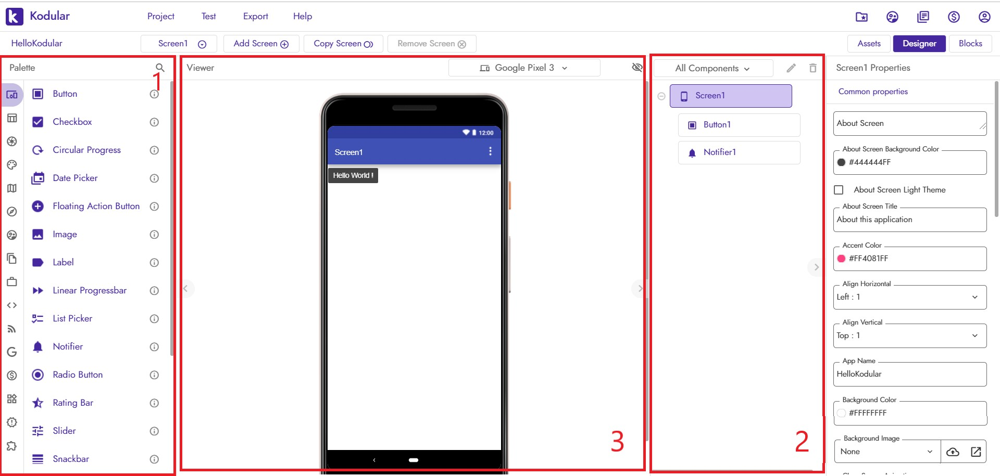 Kodular
Project
Test
Export
Help
HelloKodular
Screen1
Add Screen
Copy Screen
Remove Screen
Assets
Designer
Blocks
Palette
1
Button
Checkbox
Circular Progress
Date Picker
Floating Action Button
Image
Label
Linear Progressbar
List Picker
Notifier
Radio Button
Rating Bar
Slider
Snackbar
Viewer
Google Pixel 3
12:00
Screen1
Hello World !
3
All Components
Screen1
Button1
Notifier1
2
Screen1 Properties
Common properties
About Screen
About Screen Background Color
#444444FF
About Screen Light Theme
About Screen Title
About this application
Accent Color
#FF4081FF
Align Horizontal
Left : 1
Align Vertical
Top : 1
App Name
HelloKodular
Background Color
#FFFFFFFF
Background Image
None